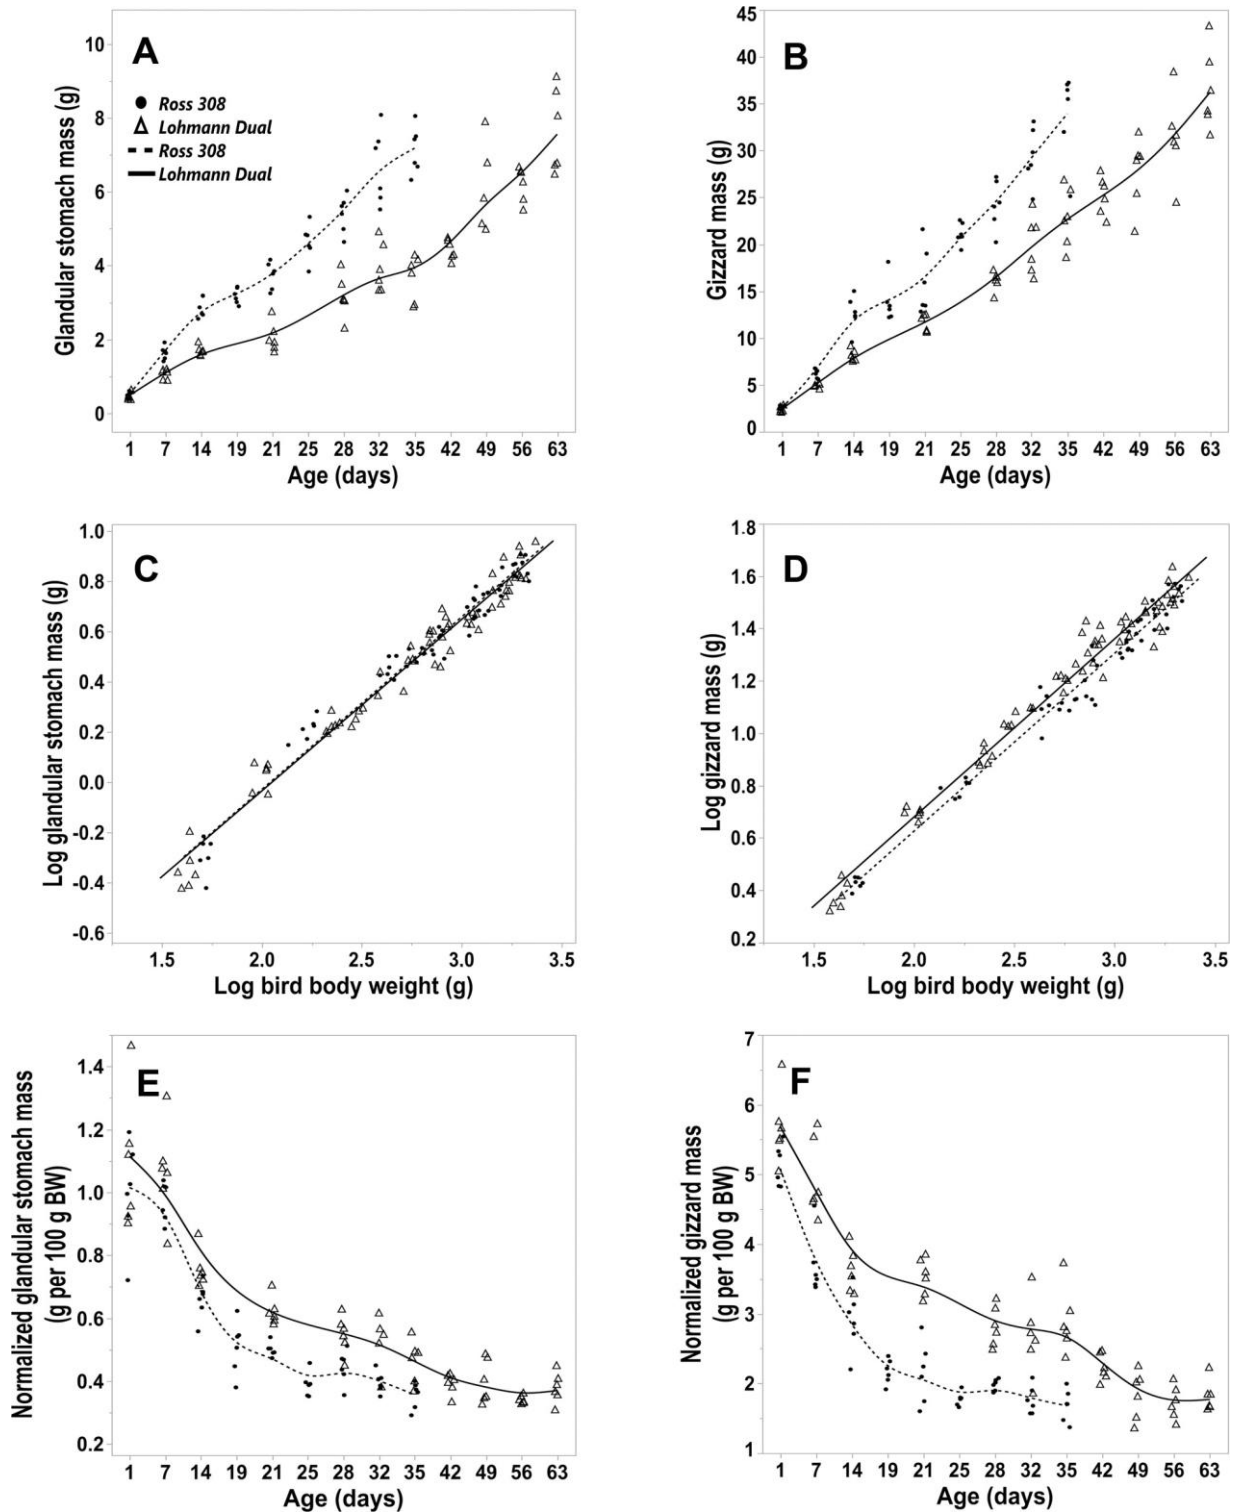 A
Glandular stomach mass (g)
10
8
6
4
2
0
Ross 308
Lohmann Dual
Ross 308
Lohmann Dual
1 7 14 19 21 25 28 32 35 42 49 56 63
Age (days)
B
Gizzard mass (g)
45
40
35
30
25
20
15
10
5
0
1 7 14 19 21 25 28 32 35 42 49 56 63
Age (days)
C
Log glandular stomach mass (g)
1.0
0.8
0.6
0.4
0.2
0.0
-0.2
-0.4
-0.6
1.5 2.0 2.5 3.0 3.5
Log bird body weight (g)
D
Log gizzard mass (g)
1.8
1.6
1.4
1.2
1.0
0.8
0.6
0.4
0.2
1.5 2.0 2.5 3.0 3.5
Log bird body weight (g)
E
Normalized glandular stomach mass
(g per 100 g BW)
1.4
1.2
1.0
0.8
0.6
0.4
0.2
1 7 14 19 21 25 28 32 35 42 49 56 63
Age (days)
F
Normalized gizzard mass
(g per 100 g BW)
7
6
5
4
3
2
1
1 7 14 19 21 25 28 32 35 42 49 56 63
Age (days)